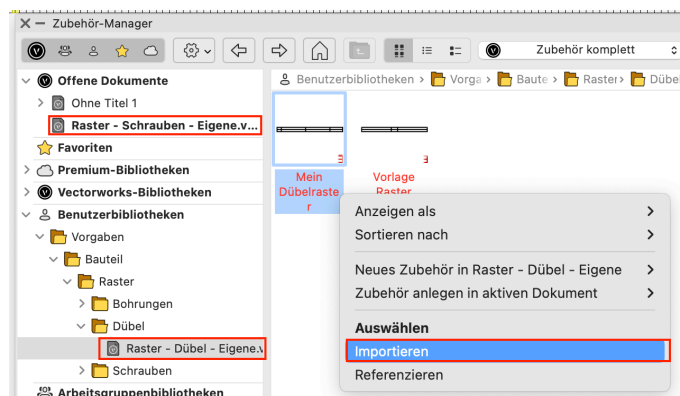 Zubehör-Manager
Zubehör komplett
Offene Dokumente
Ohne Titel 1
Raster - Schrauben - Eigene.v...
Favoriten
Premium-Bibliotheken
Vectorworks-Bibliotheken
Benutzerbibliotheken
Vorgaben
Bauteil
Raster
Bohrungen
Dübel
Raster - Dübel - Eigene.v
Schrauben
Arbeitsgruppenbibliotheken
Benutzerbibliotheken > Vorga > Baute > Raster > Dübel
Mein
Dübelraste
r
Vorlage
Raster
Anzeigen als
Sortieren nach
Neues Zubehör in Raster - Dübel - Eigene
Zubehör anlegen in aktiven Dokument
Auswählen
Importieren
Referenzieren